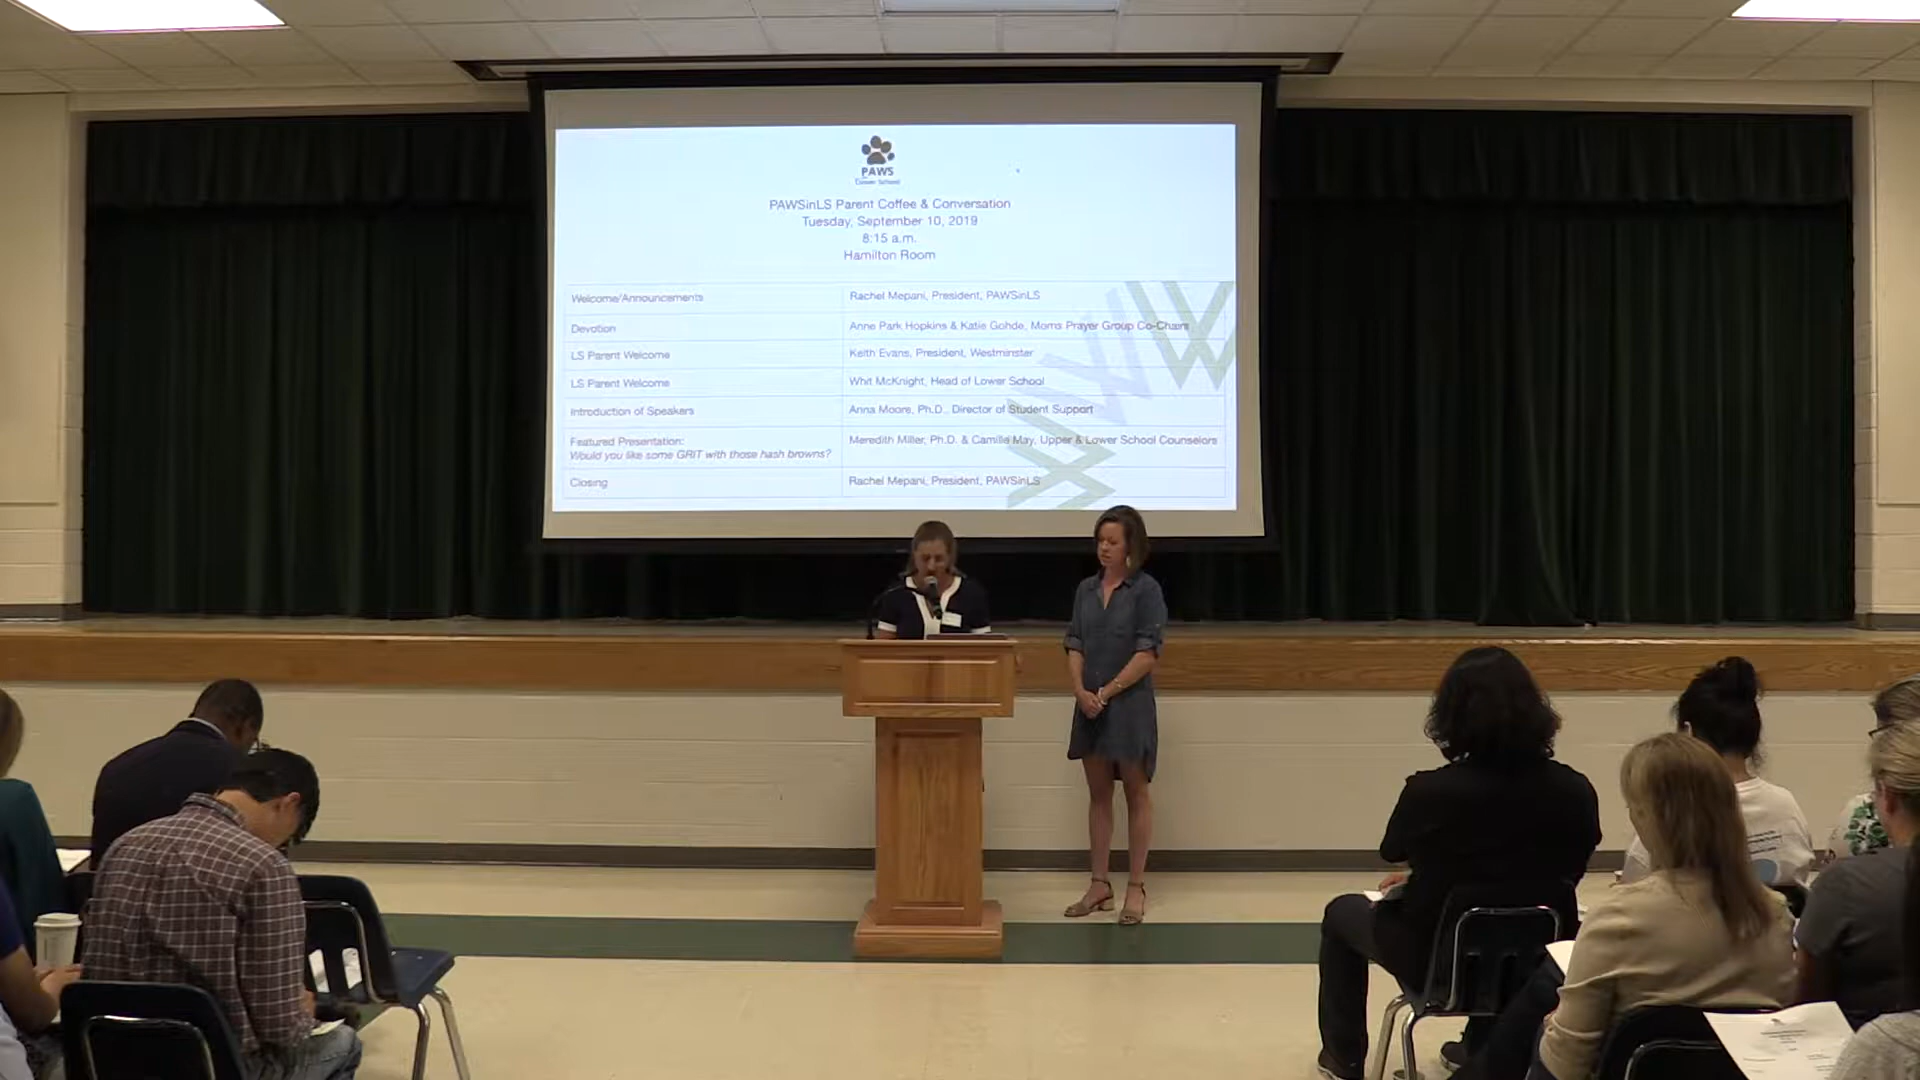 PAWS
Lower School
PAWSinLS Parent Coffee & Conversation
Tuesday, September 10, 2019
8:15 a.m.
Hamilton Room
Welcome/Announcements Rachel Mepani, President, PAWSinLS
Devotion Anne Park Hopkins & Katie Gohde, Moms Prayer Group Co-Chairs
LS Parent Welcome Keith Evans, President, Westminster
LS Parent Welcome Whit McKnight, Head of Lower School
Introduction of Speakers Anna Moore, Ph.D., Director of Student Support
Featured Presentation: Meredith Miller, Ph.D. & Camille May, Upper & Lower School Counselors
Would you like some GRIT with those hash browns?
Closing Rachel Mepani, President, PAWSinLS